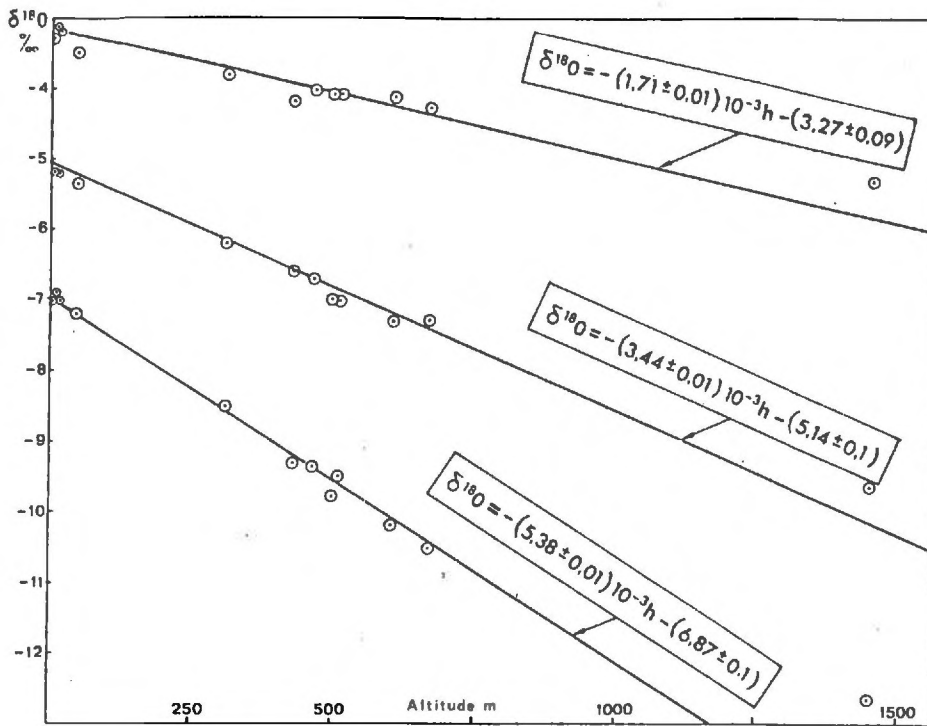 δ¹⁸O
‰
-4
-5
-6
-7
-8
-9
-10
-11
-12
δ¹⁸O = - (1,71 ± 0,01) 10⁻³h - (3,27 ± 0,09)
δ¹⁸O = - (3,44 ± 0,01) 10⁻³h - (5,14 ± 0,1)
δ¹⁸O = - (5,38 ± 0,01) 10⁻³h - (6,87 ± 0.1)
250
500
Altitude m
1000
1500